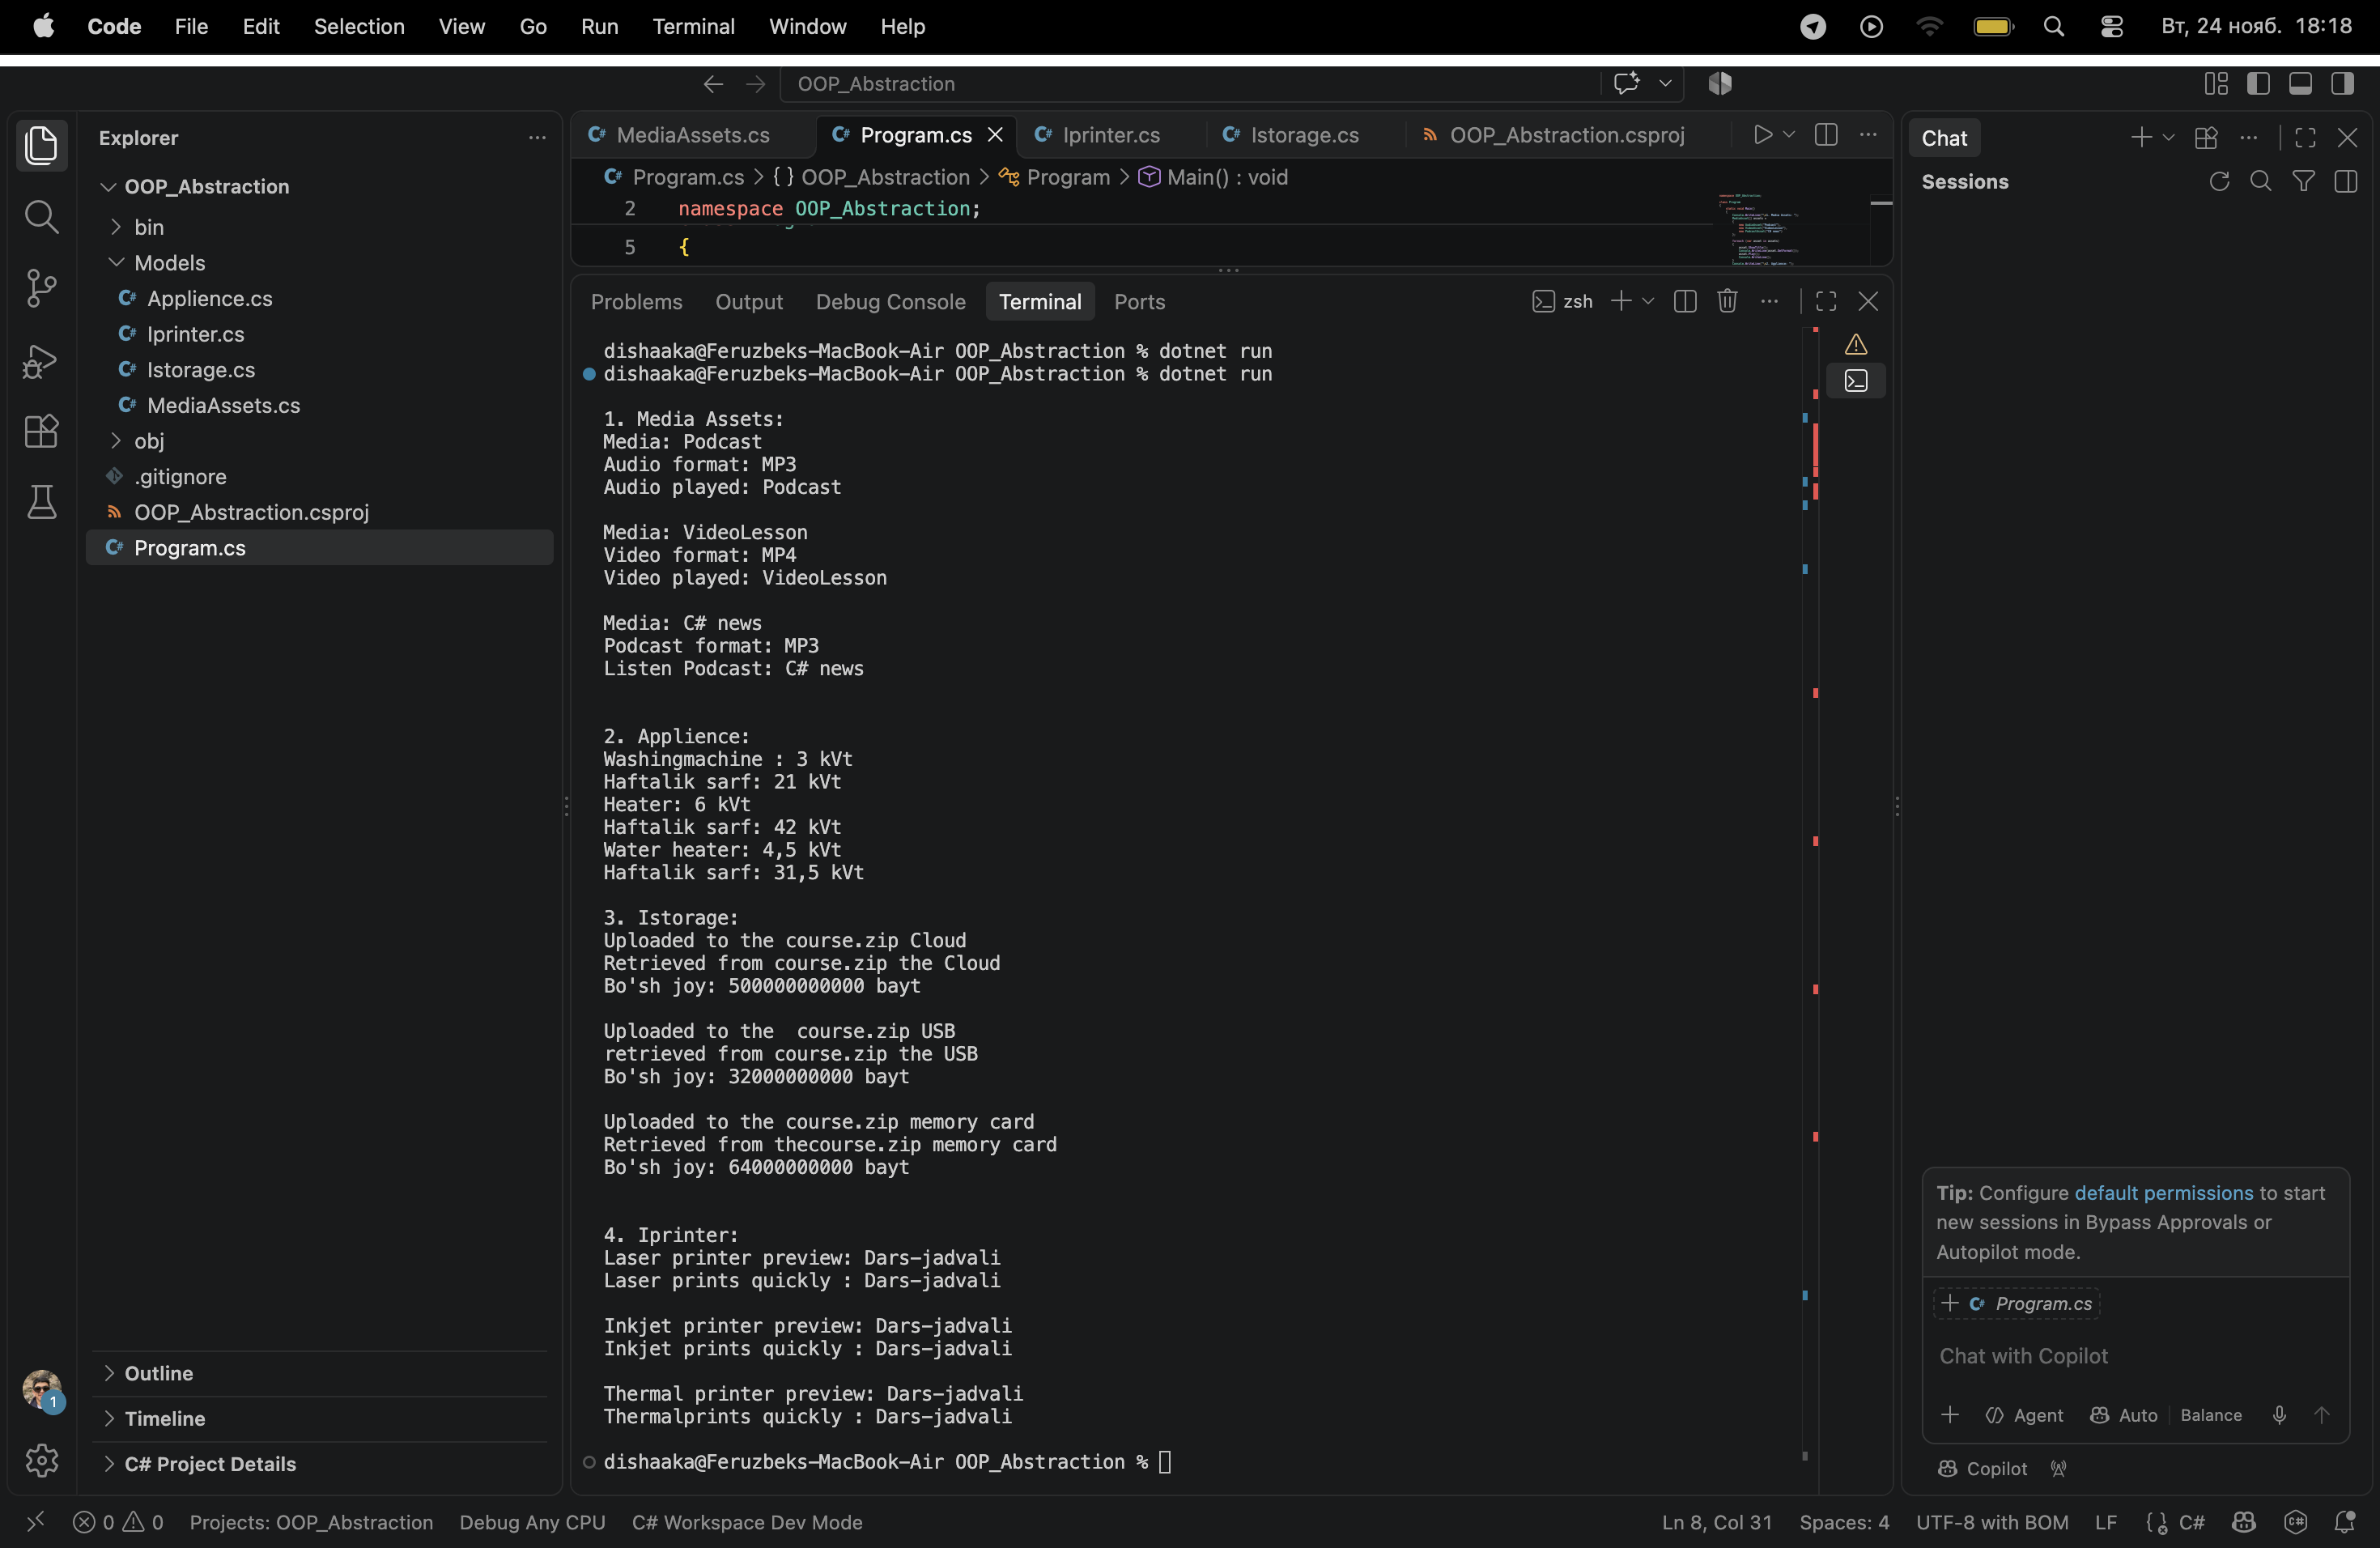 Code File Edit Selection View Go Run Terminal Window Help Вт, 24 нояб. 18:18
OOP_Abstraction
Explorer
OOP_Abstraction
bin
Models
Applience.cs
Iprinter.cs
Istorage.cs
MediaAssets.cs
obj
.gitignore
OOP_Abstraction.csproj
Program.cs
Outline
Timeline
C# Project Details
MediaAssets.cs Program.cs Iprinter.cs Istorage.cs OOP_Abstraction.csproj
Program.cs > {} OOP_Abstraction > Program > Main() : void
2 namespace OOP_Abstraction;
5 {
Problems Output Debug Console Terminal Ports zsh
dishaaka@Feruzbeks-MacBook-Air OOP_Abstraction % dotnet run
dishaaka@Feruzbeks-MacBook-Air OOP_Abstraction % dotnet run
1. Media Assets:
Media: Podcast
Audio format: MP3
Audio played: Podcast
Media: VideoLesson
Video format: MP4
Video played: VideoLesson
Media: C# news
Podcast format: MP3
Listen Podcast: C# news
2. Applience:
Washingmachine : 3 kVt
Haftalik sarf: 21 kVt
Heater: 6 kVt
Haftalik sarf: 42 kVt
Water heater: 4,5 kVt
Haftalik sarf: 31,5 kVt
3. Istorage:
Uploaded to the course.zip Cloud
Retrieved from course.zip the Cloud
Bo'sh joy: 500000000000 bayt
Uploaded to the  course.zip USB
retrieved from course.zip the USB
Bo'sh joy: 32000000000 bayt
Uploaded to the course.zip memory card
Retrieved from thecourse.zip memory card
Bo'sh joy: 64000000000 bayt
4. Iprinter:
Laser printer preview: Dars-jadvali
Laser prints quickly : Dars-jadvali
Inkjet printer preview: Dars-jadvali
Inkjet prints quickly : Dars-jadvali
Thermal printer preview: Dars-jadvali
Thermalprints quickly : Dars-jadvali
dishaaka@Feruzbeks-MacBook-Air OOP_Abstraction %
Chat
Sessions
Tip: Configure default permissions to start
new sessions in Bypass Approvals or
Autopilot mode.
Program.cs
Chat with Copilot
Agent Auto Balance
Copilot
1
0 0 Projects: OOP_Abstraction Debug Any CPU C# Workspace Dev Mode Ln 8, Col 31 Spaces: 4 UTF-8 with BOM LF C#